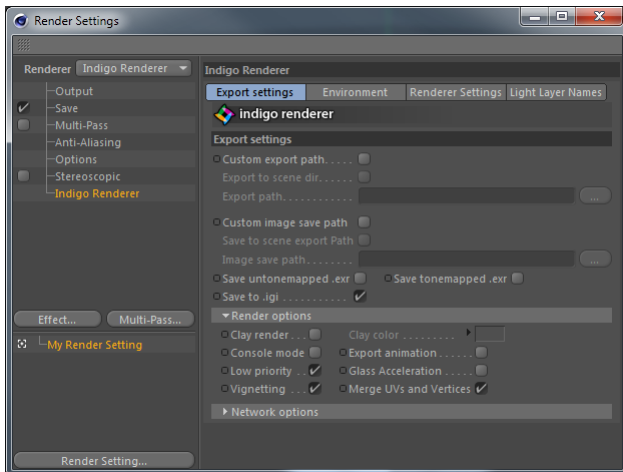 Render Settings
Renderer Indigo Renderer
Output
Save
Multi-Pass
Anti-Aliasing
Options
Stereoscopic
Indigo Renderer
Effect... Multi-Pass...
My Render Setting
Render Setting...
Indigo Renderer
Export settings Environment Renderer Settings Light Layer Names
indigo renderer
Export settings
Custom export path.....
Export to scene dir......
Export path............ ...
Custom image save path
Save to scene export Path
Image save path........ ...
Save untonemapped .exr Save tonemapped .exr
Save to .igi ...........
Render options
Clay render... Clay color .........
Console mode Export animation ......
Low priority .. Glass Acceleration .....
Vignetting ... Merge UVs and Vertices
Network options